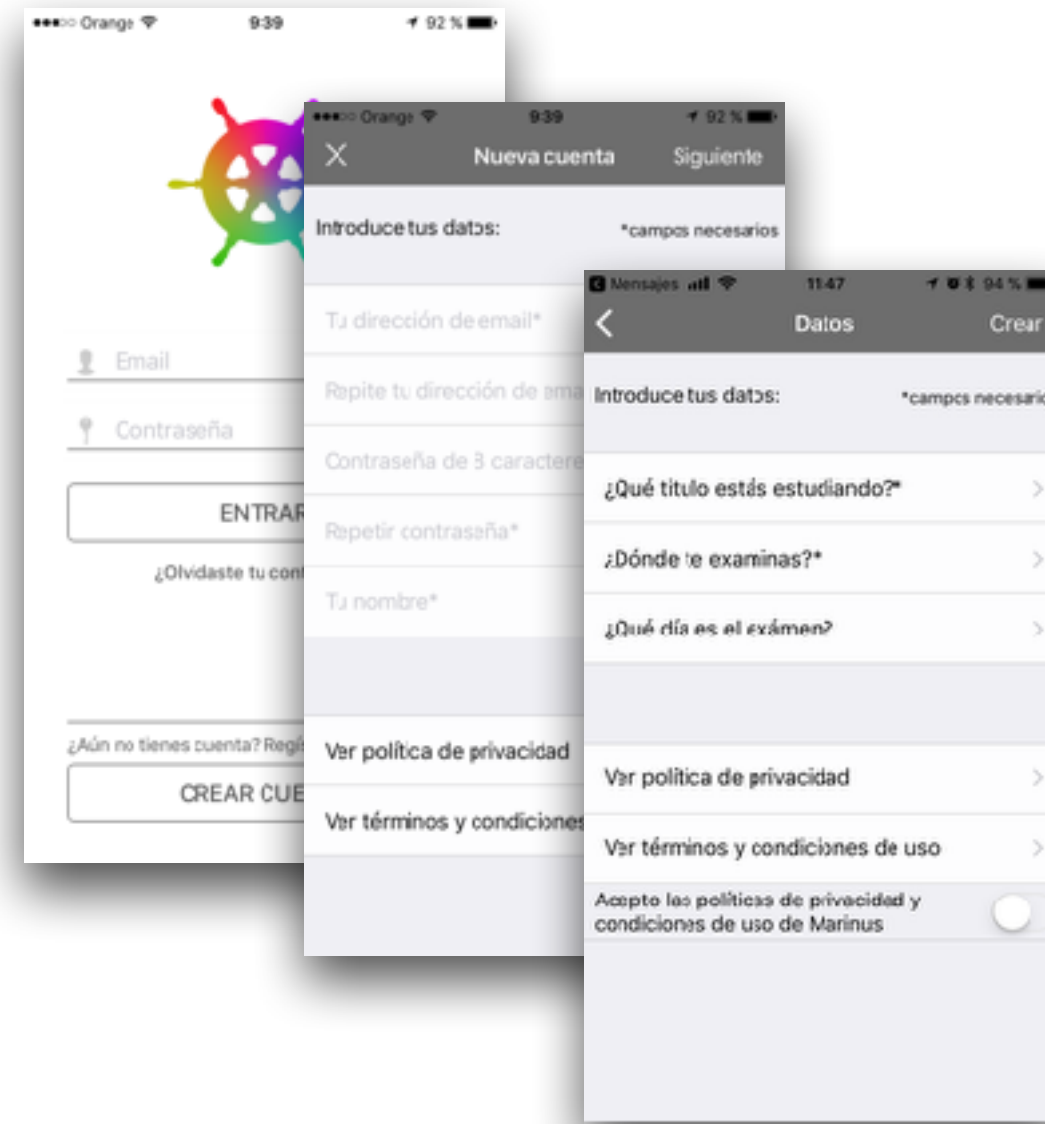 Orange 9:39 92 %
Email
Contraseña
ENTRAR
¿Olvidaste tu cont
¿Aún no tienes cuenta? Regí
CREAR CUE
Orange 9:39 92 %
Nueva cuenta Siguiente
Introduce tus datos: *campos necesarios
Tu dirección de email*
Repite tu dirección de ema
Contraseña de 8 caractere
Repetir contraseña*
Tu nombre*
Ver política de privacidad
Ver términos y condiciones
Mensajes 11:47 94 %
Datos Crear
Introduce tus datos: *campos necesario
¿Qué titulo estás estudiando?*
¿Dónde te examinas?*
¿Qué día es el exámen?
Ver política de privacidad
Ver términos y condiciones de uso
Acepto las políticas de privacidad y
condiciones de uso de Marinus